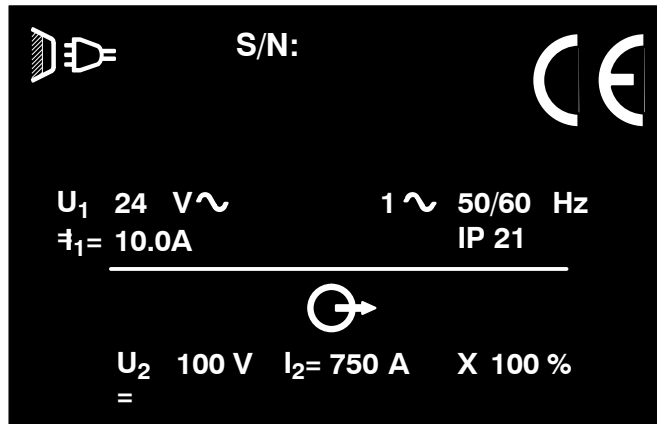 S/N:
CE
U1 24 V~ 1 ~ 50/60 Hz
I1= 10.0A IP 21
U2 100 V I2= 750 A X 100 %
=